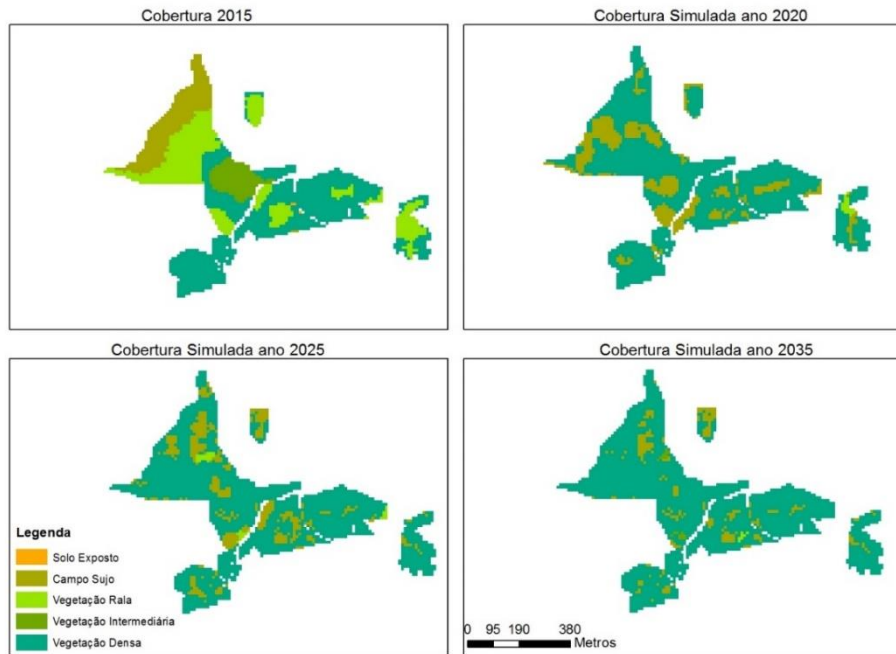 Cobertura 2015
Cobertura Simulada ano 2020
Cobertura Simulada ano 2025
Cobertura Simulada ano 2035
Legenda
Solo Exposto
Campo Sujo
Vegetação Rala
Vegetação Intermediária
Vegetação Densa
0 95 190 380
Metros